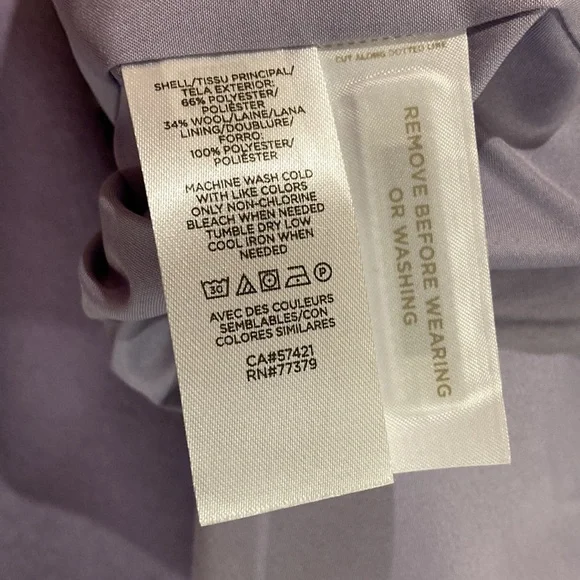 SHELL/TISSU PRINCIPAL/
TELA EXTERIOR:
66% POLYESTER/
POLIÉSTER
34% WOOL/LAINE/LANA
LINING/DOUBLURE/
FORRO:
100% POLYESTER/
POLIÉSTER
MACHINE WASH COLD
WITH LIKE COLORS
ONLY NON-CHLORINE
BLEACH WHEN NEEDED
TUMBLE DRY LOW
COOL IRON WHEN
NEEDED
30 P
AVEC DES COULEURS
SEMBLABLES/CON
COLORES SIMILARES
CA#57421
RN#77379
CUT ALONG DOTTED LINE
REMOVE BEFORE WEARING
OR WASHING